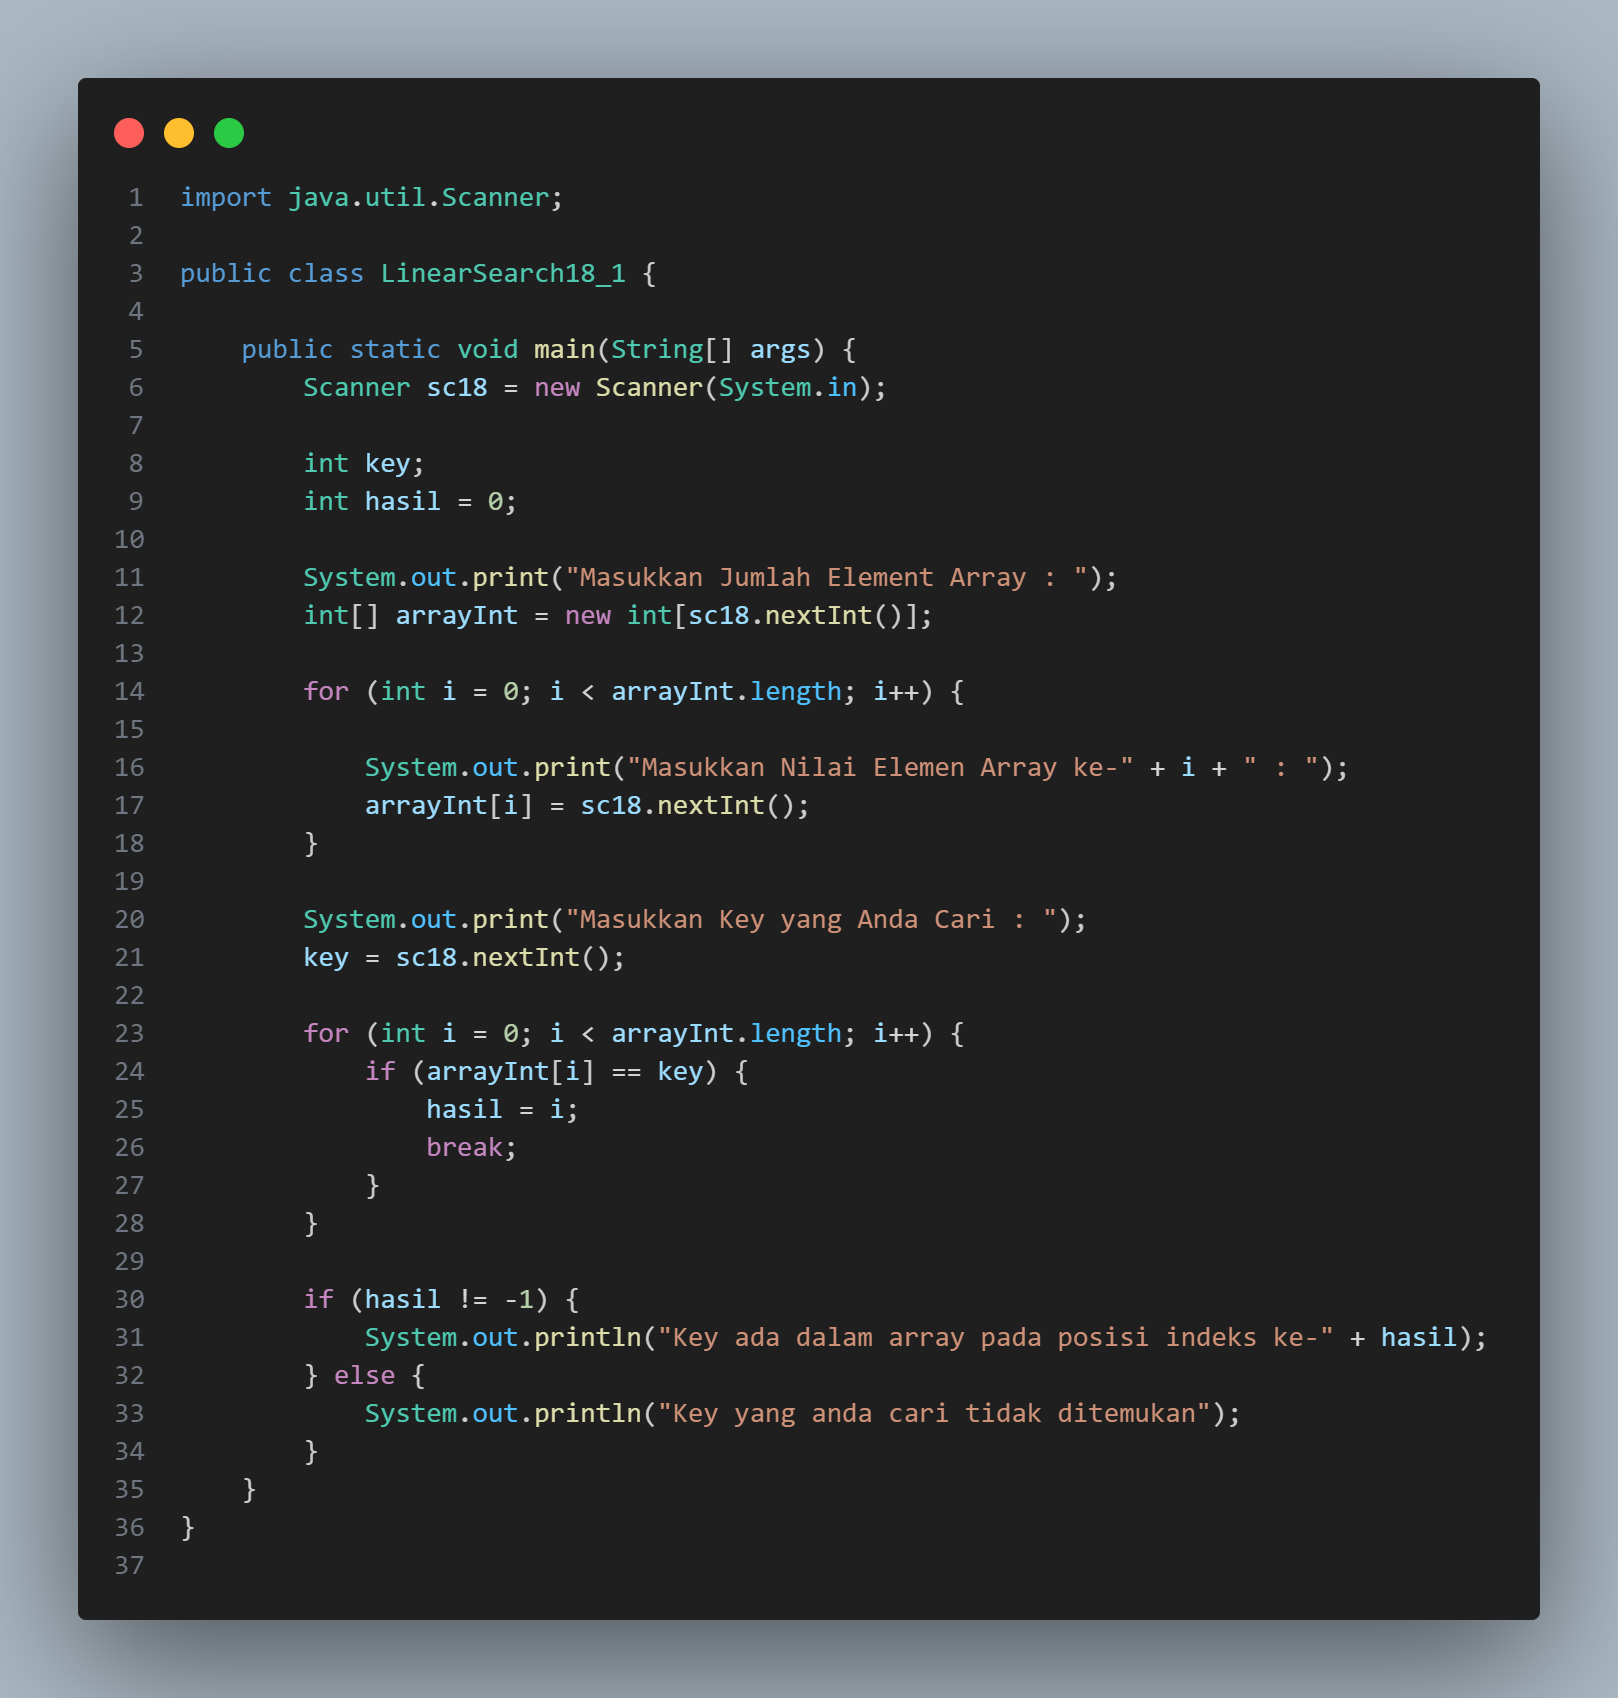 1 import java.util.Scanner;
2
3 public class LinearSearch18_1 {
4
5     public static void main(String[] args) {
6         Scanner sc18 = new Scanner(System.in);
7
8         int key;
9         int hasil = 0;
10
11         System.out.print("Masukkan Jumlah Element Array : ");
12         int[] arrayInt = new int[sc18.nextInt()];
13
14         for (int i = 0; i < arrayInt.length; i++) {
15
16             System.out.print("Masukkan Nilai Elemen Array ke-" + i + " : ");
17             arrayInt[i] = sc18.nextInt();
18         }
19
20         System.out.print("Masukkan Key yang Anda Cari : ");
21         key = sc18.nextInt();
22
23         for (int i = 0; i < arrayInt.length; i++) {
24             if (arrayInt[i] == key) {
25                 hasil = i;
26                 break;
27             }
28         }
29
30         if (hasil != -1) {
31             System.out.println("Key ada dalam array pada posisi indeks ke-" + hasil);
32         } else {
33             System.out.println("Key yang anda cari tidak ditemukan");
34         }
35     }
36 }
37